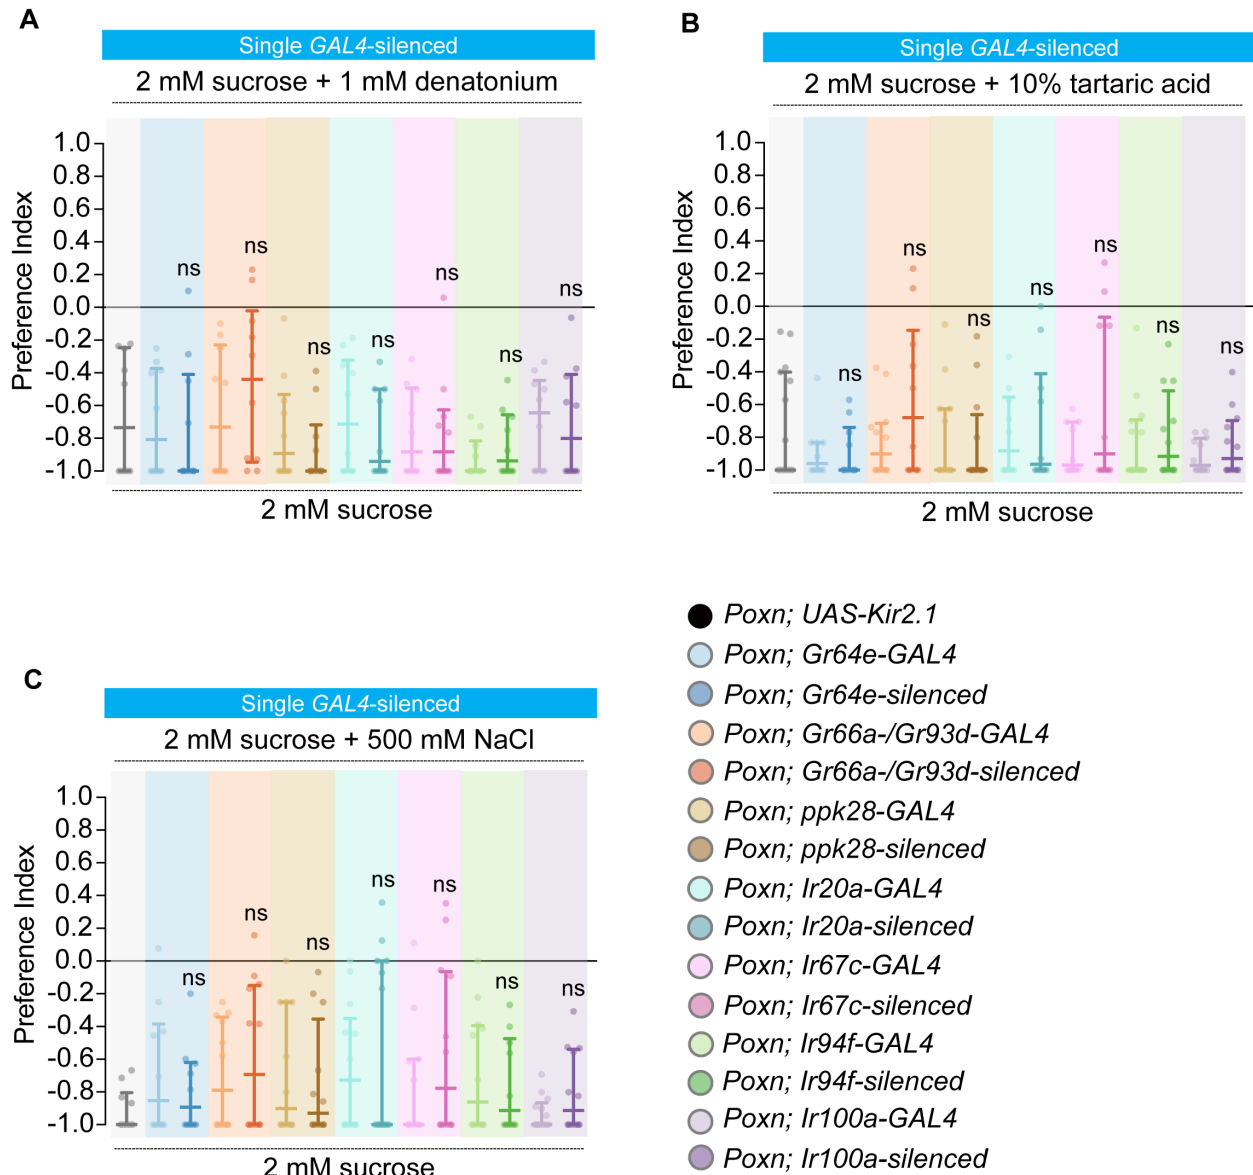 A
Single GAL4-silenced
2 mM sucrose + 1 mM denatonium
Preference Index
1.0
0.8
0.6
0.4
0.2
0.0
-0.2
-0.4
-0.6
-0.8
-1.0
ns
ns
ns
ns
ns
ns
ns
2 mM sucrose
B
Single GAL4-silenced
2 mM sucrose + 10% tartaric acid
Preference Index
1.0
0.8
0.6
0.4
0.2
0.0
-0.2
-0.4
-0.6
-0.8
-1.0
ns
ns
ns
ns
ns
ns
ns
2 mM sucrose
C
Single GAL4-silenced
2 mM sucrose + 500 mM NaCl
Preference Index
1.0
0.8
0.6
0.4
0.2
0.0
-0.2
-0.4
-0.6
-0.8
-1.0
ns
ns
ns
ns
ns
ns
ns
2 mM sucrose
Poxn; UAS-Kir2.1
Poxn; Gr64e-GAL4
Poxn; Gr64e-silenced
Poxn; Gr66a-/Gr93d-GAL4
Poxn; Gr66a-/Gr93d-silenced
Poxn; ppk28-GAL4
Poxn; ppk28-silenced
Poxn; Ir20a-GAL4
Poxn; Ir20a-silenced
Poxn; Ir67c-GAL4
Poxn; Ir67c-silenced
Poxn; Ir94f-GAL4
Poxn; Ir94f-silenced
Poxn; Ir100a-GAL4
Poxn; Ir100a-silenced